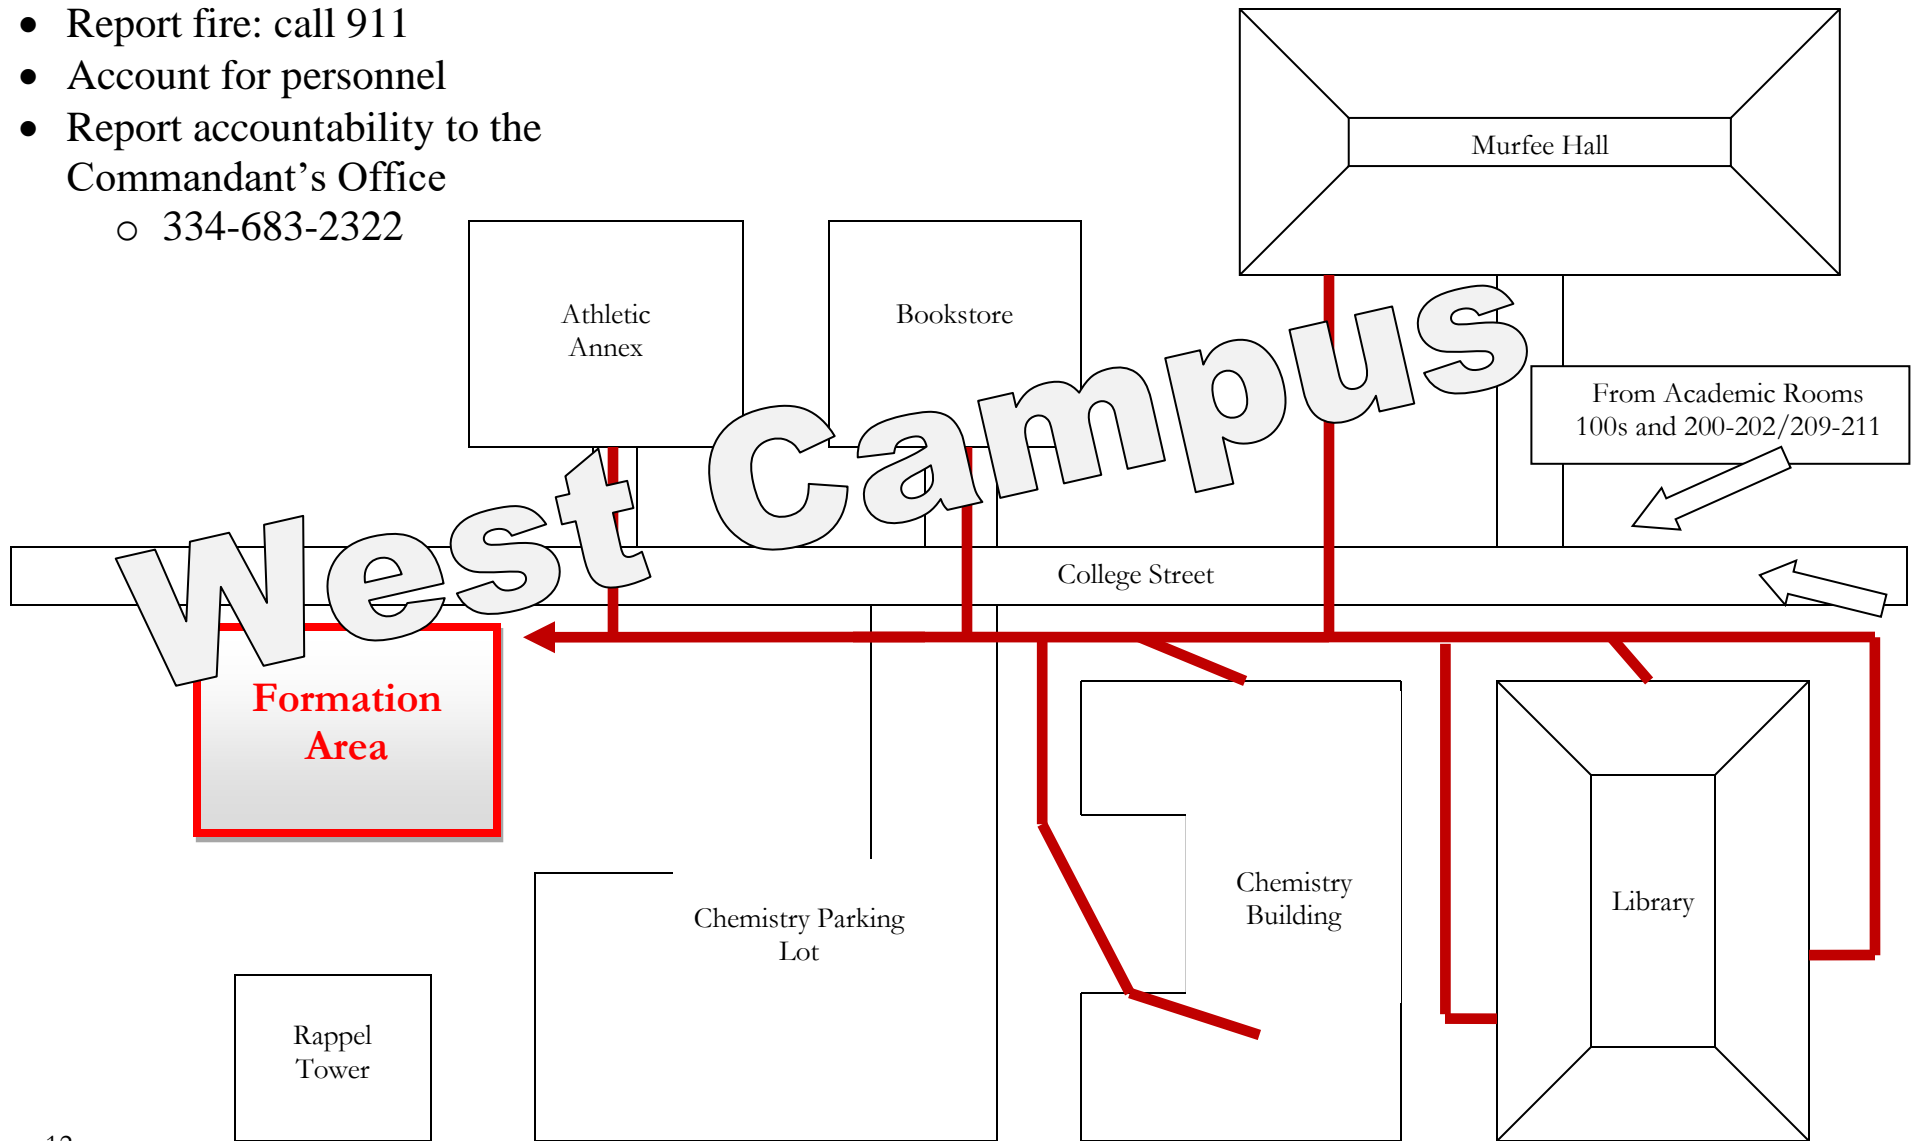 • Report fire: call 911
• Account for personnel
• Report accountability to the
Commandant’s Office
o 334-683-2322
Murfee Hall
Athletic
Annex
Bookstore
From Academic Rooms
100s and 200-202/209-211
West Campus
College Street
Formation
Area
Chemistry Parking
Lot
Chemistry
Building
Library
Rappel
Tower